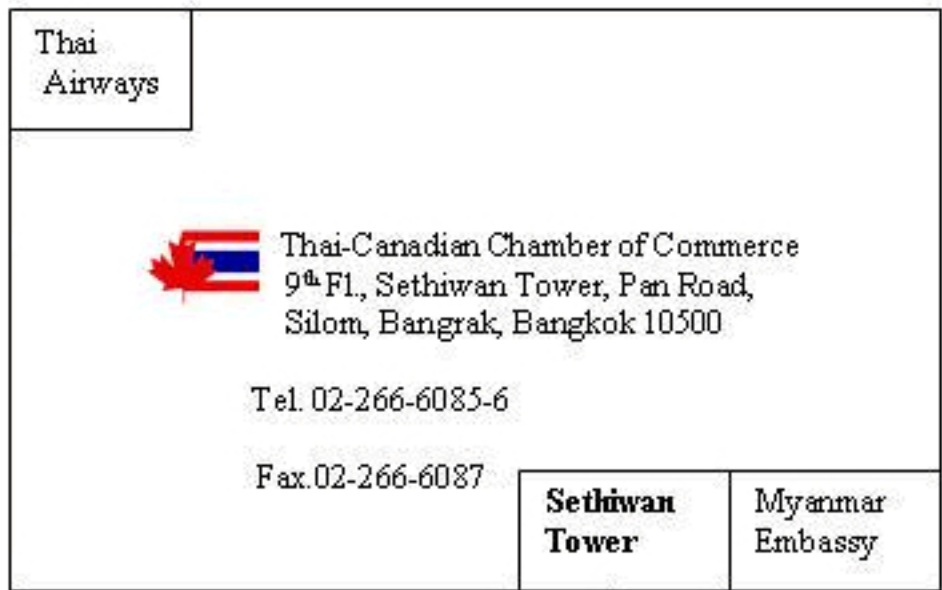 Thai
Airways
Thai-Canadian Chamber of Commerce
9th Fl., Sethiwan Tower, Pan Road,
Silom, Bangrak, Bangkok 10500
Tel. 02-266-6085-6
Fax.02-266-6087
Sethiwan
Tower
Myanmar
Embassy